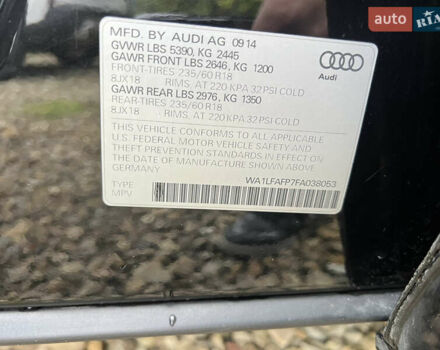 AUTO RIA
MFD. BY AUDI AG 09 14
GVWR LBS 5390, KG 2445
GAWR FRONT LBS 2646, KG 1200
FRONT-TIRES 235/60 R18
8JX18 RIMS, AT 220 KPA 32 PSI COLD
GAWR REAR LBS 2976, KG 1350
REAR-TIRES 235/60 R18
8JX18 RIMS, AT 220 KPA 32 PSI COLD
Audi
THIS VEHICLE CONFORMS TO ALL APPLICABLE
U.S. FEDERAL MOTOR VEHICLE SAFETY, BUMPER AND
THEFT PREVENTION STANDARDS IN EFFECT ON THE
DATE OF MANUFACTURE SHOWN ABOVE.
WA1LFAFP7FA038053
TYPE
MPV